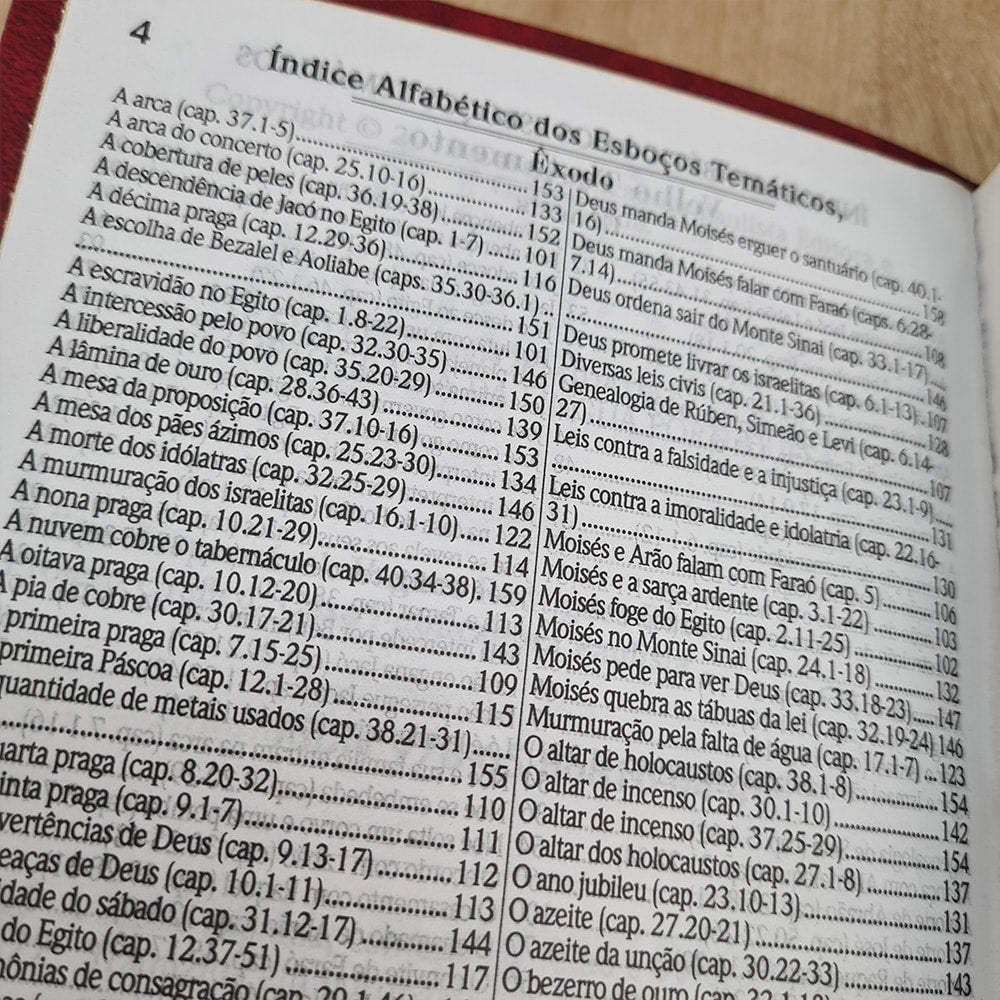 4
Índice Alfabético dos Esboços Temáticos,
Êxodo
A arca (cap. 37.1-5)............ 153
A arca do concerto (cap. 25.10-16)............ 133
A cobertura de peles (cap. 36.19-38)............ 152
A descendência de Jacó no Egito (cap. 1-7)............ 101
A décima praga (cap. 12.29-36)............ 116
A escolha de Bezalel e Aoliabe (caps. 35.30-36.1)..
............ 151
A escravidão no Egito (cap. 1.8-22)............ 101
A intercessão pelo povo (cap. 32.30-35)............ 146
A liberalidade do povo (cap. 35.20-29)............ 150
A lâmina de ouro (cap. 28.36-43)............ 139
A mesa da proposição (cap. 37.10-16)............ 153
A mesa dos pães ázimos (cap. 25.23-30)............ 134
A morte dos idólatras (cap. 32.25-29)............ 146
A murmuração dos israelitas (cap. 16.1-10)..... 122
A nona praga (cap. 10.21-29)............ 114
A nuvem cobre o tabernáculo (cap. 40.34-38). 159
A oitava praga (cap. 10.12-20)............ 113
A pia de cobre (cap. 30.17-21)............ 143
primeira praga (cap. 7.15-25)............ 109
primeira Páscoa (cap. 12.1-28)............ 115
quantidade de metais usados (cap. 38.21-31).....
............ 155
praga (cap. 8.20-32)............ 110
praga (cap. 9.1-7)............ 111
de Deus (cap. 9.13-17)............ 112
de Deus (cap. 10.1-11)............ 113
do sábado (cap. 31.12-17)............ 144
do Egito (cap. 12.37-51)............ 117
de consagração (cap. 29.1-46)
Deus manda Moisés erguer o santuário (cap. 40.1-
16)............ 158
Deus manda Moisés falar com Faraó (caps. 6.28-
7.14)............ 108
Deus ordena sair do Monte Sinai (cap. 33.1-17)....
............ 146
Deus promete livrar os israelitas (cap. 6.1-13). 107
Diversas leis civis (cap. 21.1-36)............ 128
Genealogia de Rúben, Simeão e Levi (cap. 6.14-
27)............ 107
Leis contra a falsidade e a injustiça (cap. 23.1-9)....
............ 131
Leis contra a imoralidade e idolatria (cap. 22.16-
31)............ 130
Moisés e Arão falam com Faraó (cap. 5)............ 106
Moisés e a sarça ardente (cap. 3.1-22)............ 103
Moisés foge do Egito (cap. 2.11-25)............ 102
Moisés no Monte Sinai (cap. 24.1-18)............ 132
Moisés pede para ver Deus (cap. 33.18-23)..... 147
Moisés quebra as tábuas da lei (cap. 32.19-24) 146
Murmuração pela falta de água (cap. 17.1-7)... 123
O altar de holocaustos (cap. 38.1-8)............ 154
O altar de incenso (cap. 30.1-10)............ 142
O altar de incenso (cap. 37.25-29)............ 154
O altar dos holocaustos (cap. 27.1-8)............ 137
O ano jubileu (cap. 23.10-13)............ 131
O azeite (cap. 27.20-21)............ 137
O azeite da unção (cap. 30.22-33)............ 143
O bezerro de ouro (cap.